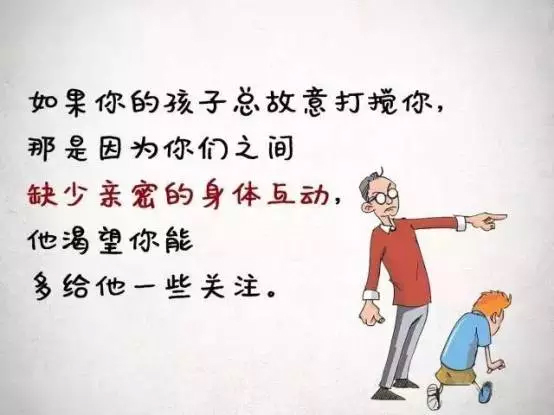 如果你的孩子总故意打搅你，
那是因为你们之间
缺少亲密的身体互动，
他渴望你能
多给他一些关注。